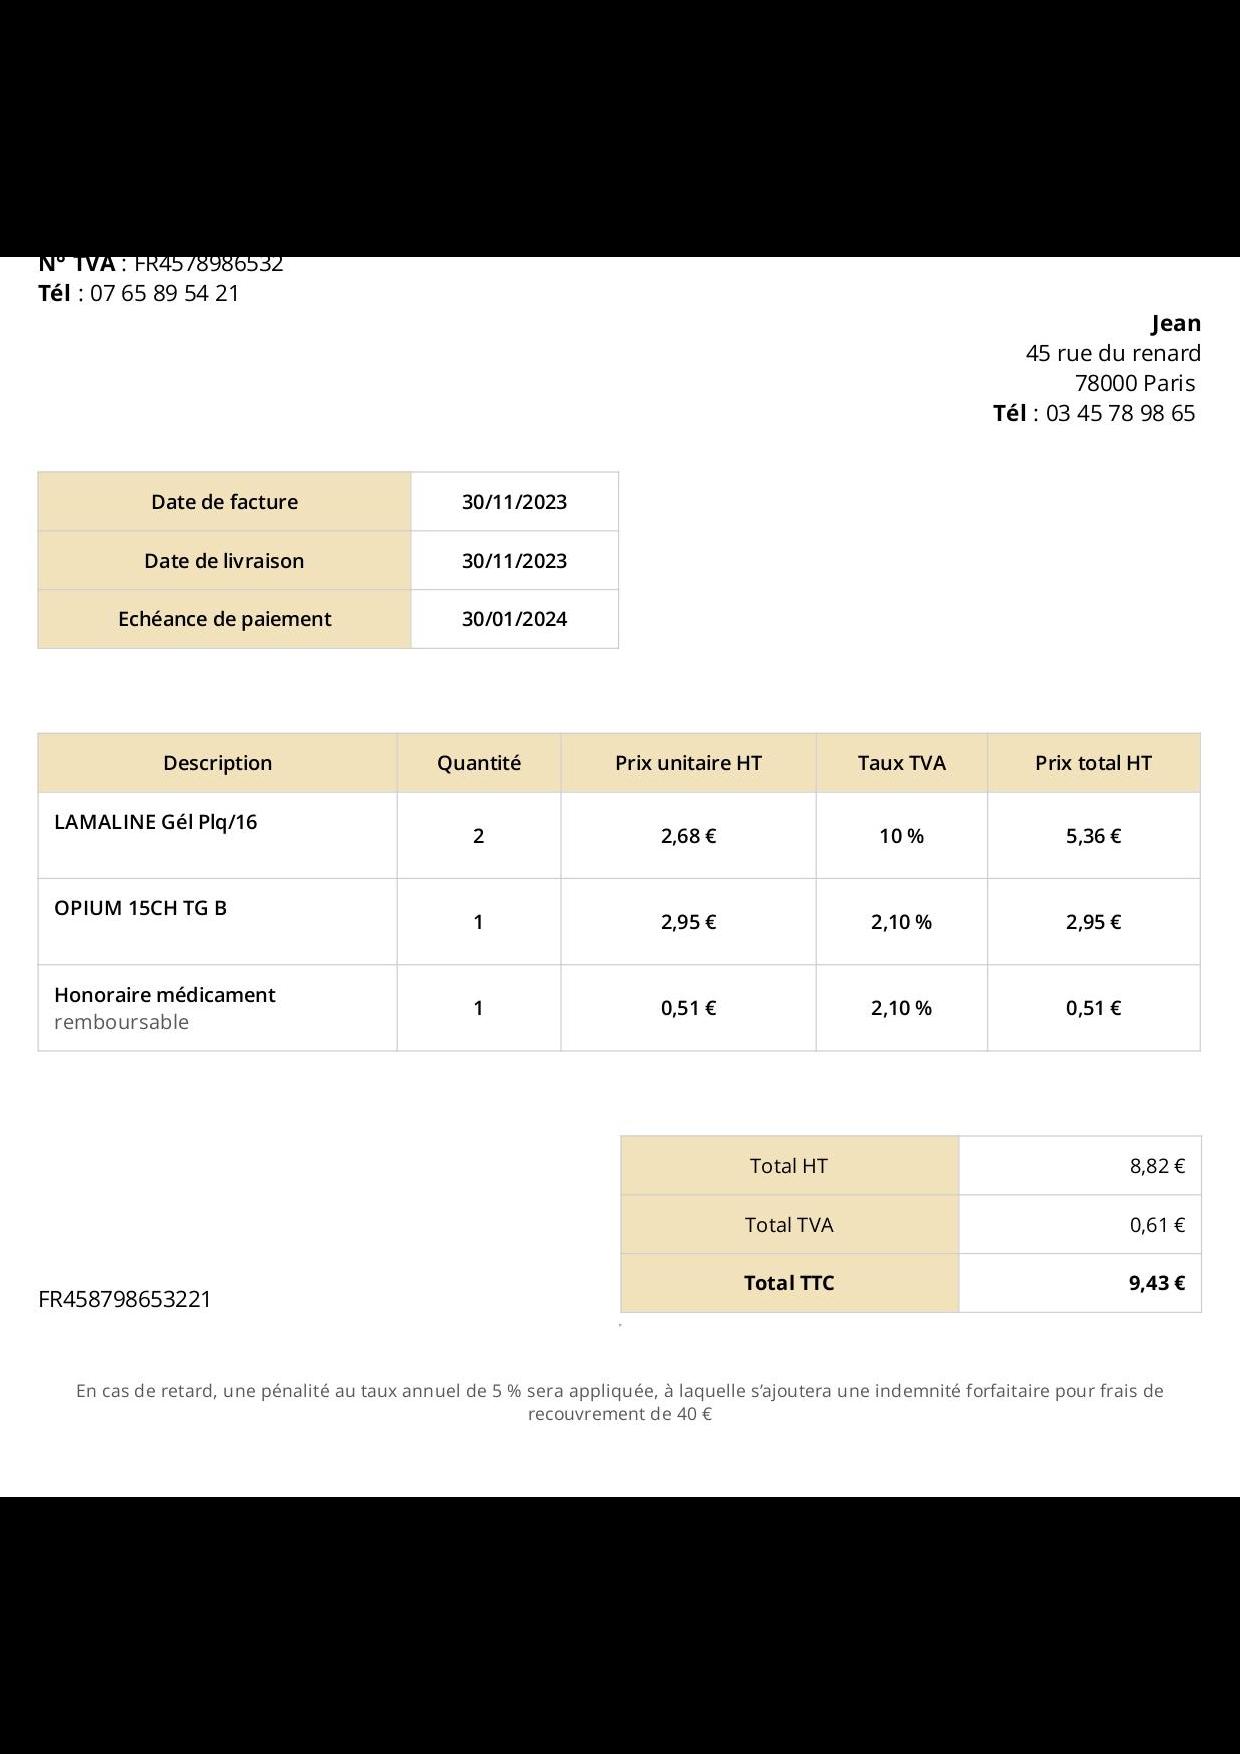 N° TVA : FR4578986532
Tél : 07 65 89 54 21
Jean
45 rue du renard
78000 Paris
Tél : 03 45 78 98 65
Date de facture 30/11/2023
Date de livraison 30/11/2023
Echéance de paiement 30/01/2024
Description Quantité Prix unitaire HT Taux TVA Prix total HT
LAMALINE Gél Plq/16 2 2,68 € 10 % 5,36 €
OPIUM 15CH TG B 1 2,95 € 2,10 % 2,95 €
Honoraire médicament 1 0,51 € 2,10 % 0,51 €
remboursable
Total HT 8,82 €
Total TVA 0,61 €
Total TTC 9,43 €
FR458798653221
En cas de retard, une pénalité au taux annuel de 5 % sera appliquée, à laquelle s’ajoutera une indemnité forfaitaire pour frais de
recouvrement de 40 €